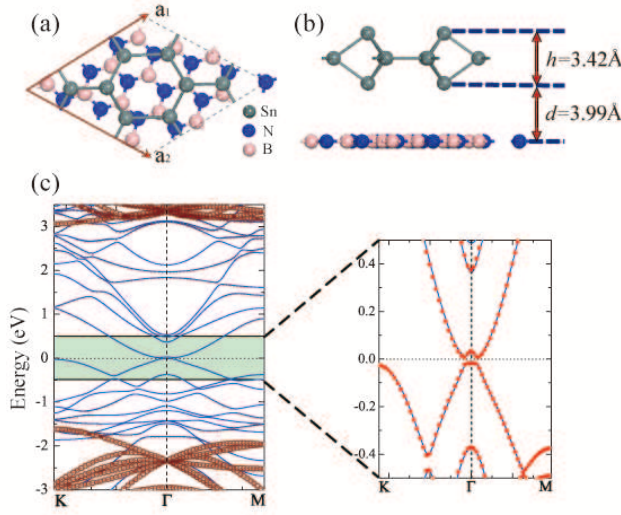 (a)
a₁
a₂
Sn
N
B
(b)
h=3.42Å
d=3.99Å
(c)
Energy (eV)
3
2
1
0
-1
-2
-3
K
Γ
M
0.4
0.2
0.0
-0.2
-0.4
K
Γ
M